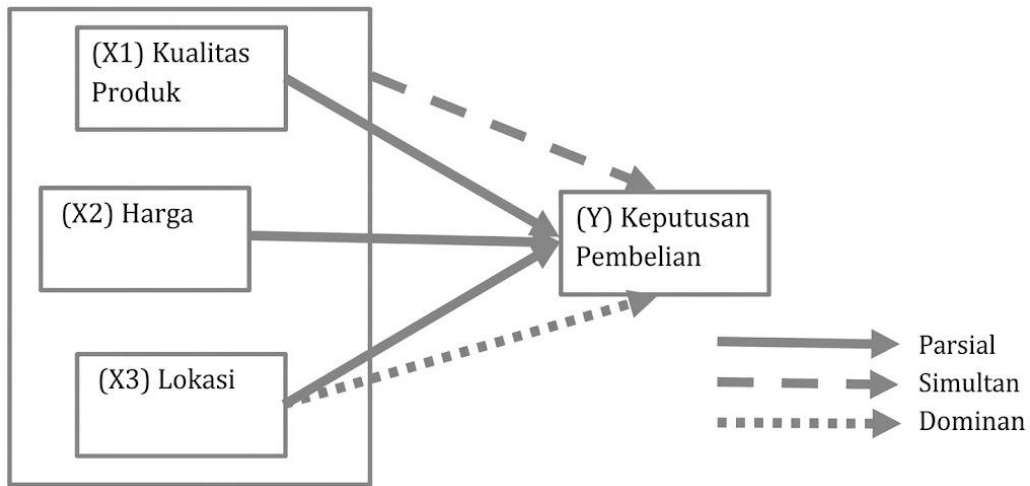 (X1) Kualitas
Produk
(X2) Harga
(X3) Lokasi
(Y) Keputusan
Pembelian
Parsial
Simultan
Dominan